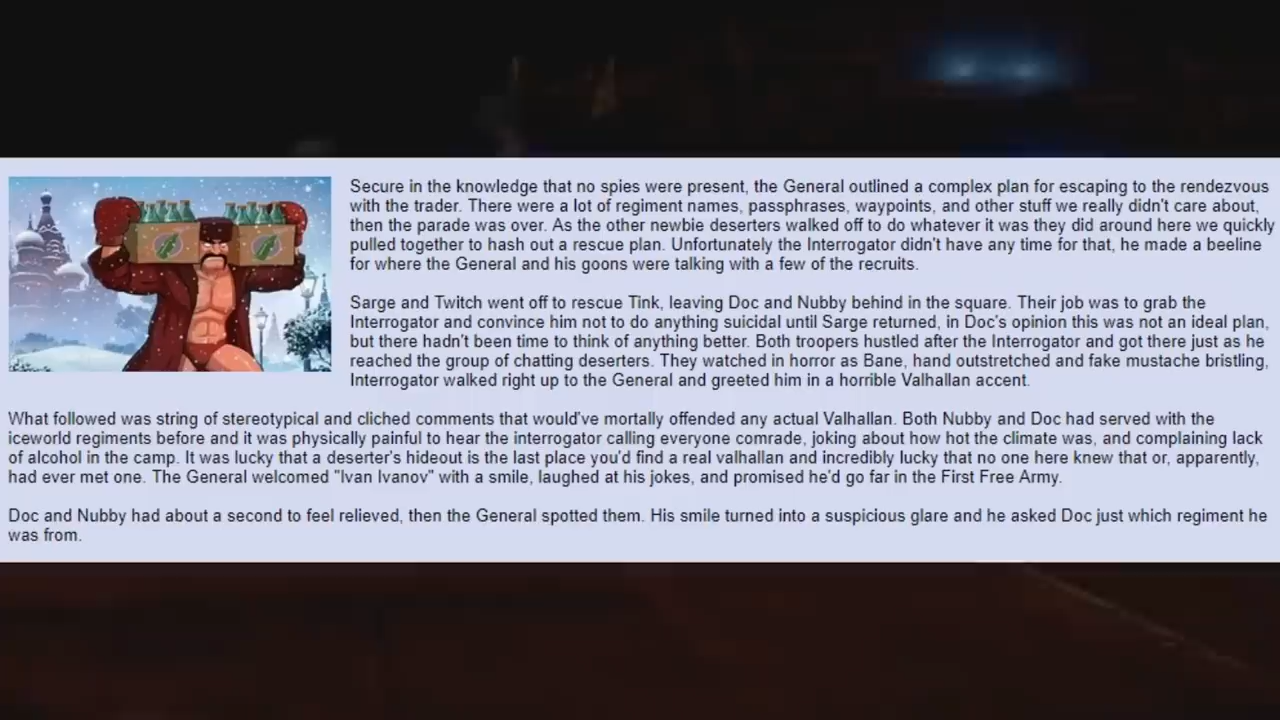 Secure in the knowledge that no spies were present, the General outlined a complex plan for escaping to the rendezvous
with the trader. There were a lot of regiment names, passphrases, waypoints, and other stuff we really didn't care about,
then the parade was over. As the other newbie deserters walked off to do whatever it was they did around here we quickly
pulled together to hash out a rescue plan. Unfortunately the Interrogator didn't have any time for that, he made a beeline
for where the General and his goons were talking with a few of the recruits.
Sarge and Twitch went off to rescue Tink, leaving Doc and Nubby behind in the square. Their job was to grab the
Interrogator and convince him not to do anything suicidal until Sarge returned, in Doc's opinion this was not an ideal plan,
but there hadn't been time to think of anything better. Both troopers hustled after the Interrogator and got there just as he
reached the group of chatting deserters. They watched in horror as Bane, hand outstretched and fake mustache bristling,
Interrogator walked right up to the General and greeted him in a horrible Valhallan accent.
What followed was string of stereotypical and cliched comments that would've mortally offended any actual Valhallan. Both Nubby and Doc had served with the
iceworld regiments before and it was physically painful to hear the interrogator calling everyone comrade, joking about how hot the climate was, and complaining lack
of alcohol in the camp. It was lucky that a deserter's hideout is the last place you'd find a real valhallan and incredibly lucky that no one here knew that or, apparently,
had ever met one. The General welcomed "Ivan Ivanov" with a smile, laughed at his jokes, and promised he'd go far in the First Free Army.
Doc and Nubby had about a second to feel relieved, then the General spotted them. His smile turned into a suspicious glare and he asked Doc just which regiment he
was from.